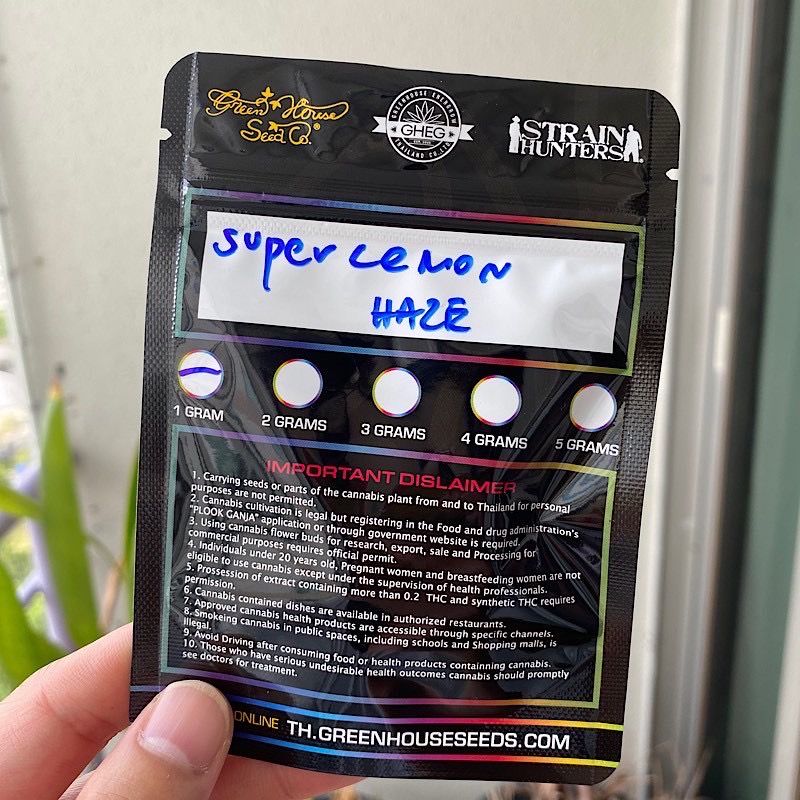 Green House
Seed Co.®
GREENHOUSE
GHEG
THAILAND CO.,LTD.
STRAIN
HUNTERS
super Lemon
HAZE
1 GRAM
2 GRAMS
3 GRAMS
4 GRAMS
5 GRAMS
IMPORTANT DISLAIMER
1. Carrying seeds or parts of the cannabis plant from and to Thailand for personal
purposes are not permitted.
2. Cannabis cultivation is legal but registering in the Food and drug administration's
"PLOOK GANJA" application or through government website is required.
3. Using cannabis flower buds for research, export, sale and Processing for
commercial purposes requires official permit.
4. Individuals under 20 years old, Pregnant women and breastfeeding women are not
eligible to use cannabis except under the supervision of health professionals.
5. Prossession of extract containing more than 0.2 THC and synthetic THC requires
permission.
6. Cannabis contained dishes are available in authorized restaurants.
7. Approved cannabis health products are accessible through specific channels.
8. Smokeing cannabis in public spaces, including schools and Shopping malls, is
illegal.
9. Avoid Driving after consuming food or health products containning cannabis.
10. Those who have serious undesirable health outcomes cannabis should promptly
see doctors for treatment.
ONLINE TH.GREENHOUSESEEDS.COM